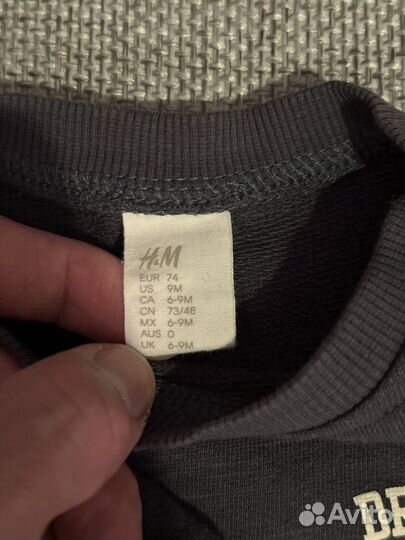 H&M
EUR 74
US 9M
CA 6-9M
CN 73/48
MX 6-9M
AUS 0
UK 6-9M
Avito